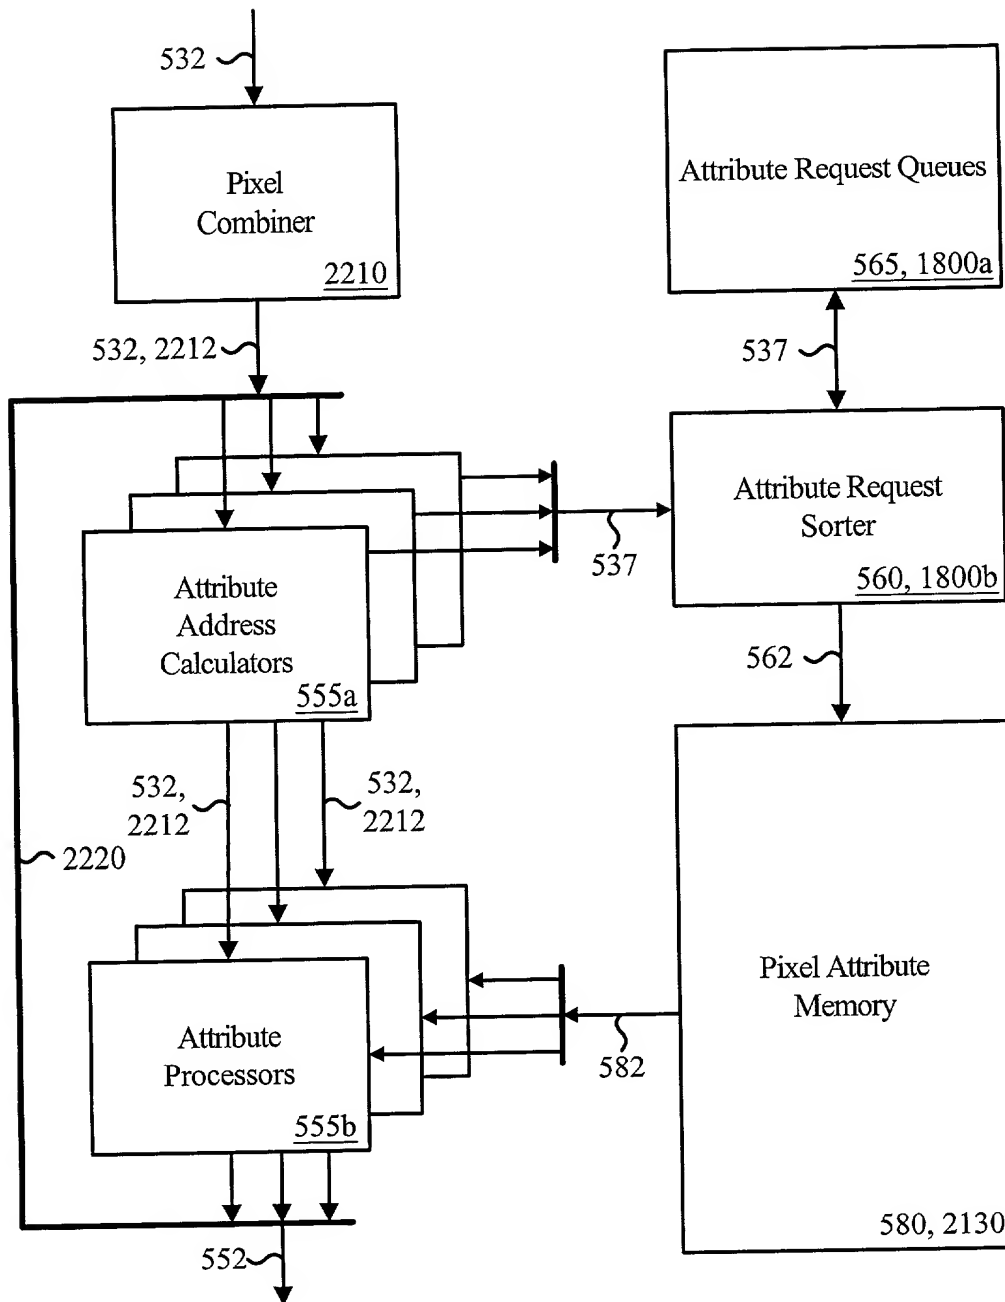 532
Pixel
Combiner
2210
532, 2212
Attribute Request Queues
565, 1800a
537
Attribute Request
Sorter
560, 1800b
537
562
Attribute
Address
Calculators
555a
532,
2212
532,
2212
2220
Pixel Attribute
Memory
580, 2130
582
Attribute
Processors
555b
552